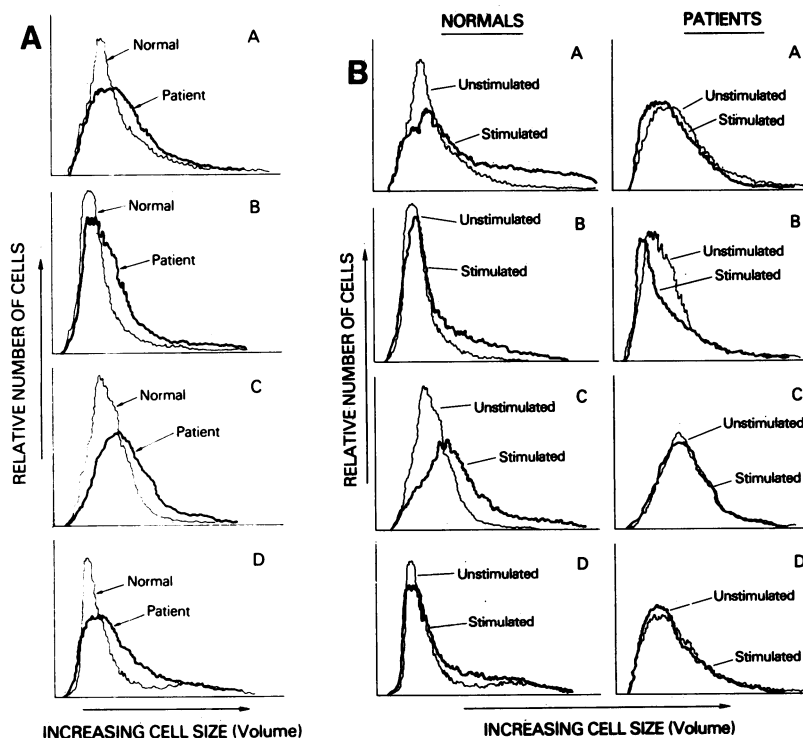 A
A
Normal
Patient
B
Normal
Patient
C
Normal
Patient
D
Normal
Patient
RELATIVE NUMBER OF CELLS
INCREASING CELL SIZE (Volume)
B
NORMALS
PATIENTS
A
Unstimulated
Stimulated
A
Unstimulated
Stimulated
B
Unstimulated
Stimulated
B
Unstimulated
Stimulated
C
Unstimulated
Stimulated
C
Unstimulated
Stimulated
D
Unstimulated
Stimulated
D
Unstimulated
Stimulated
RELATIVE NUMBER OF CELLS
INCREASING CELL SIZE (Volume)